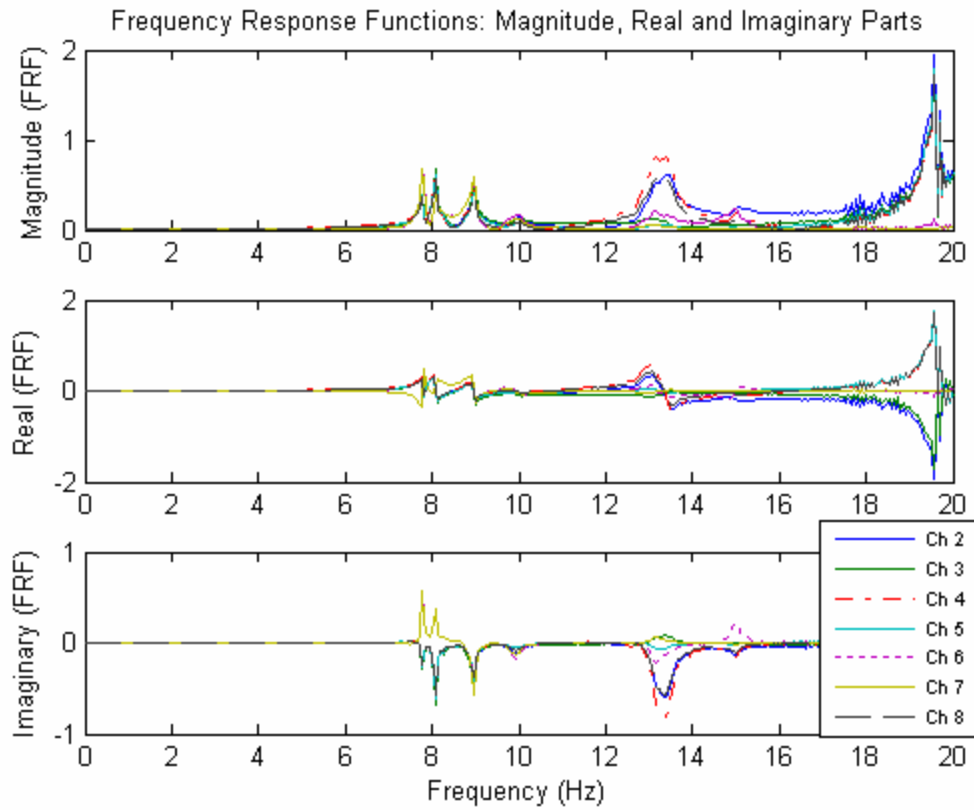 Frequency Response Functions: Magnitude, Real and Imaginary Parts
Magnitude (FRF)
2
1
0
0 2 4 6 8 10 12 14 16 18 20
Real (FRF)
2
0
-2
0 2 4 6 8 10 12 14 16 18 20
Imaginary (FRF)
1
0
-1
0 2 4 6 8 10 12 14 16 18 20
Frequency (Hz)
Ch 2
Ch 3
Ch 4
Ch 5
Ch 6
Ch 7
Ch 8